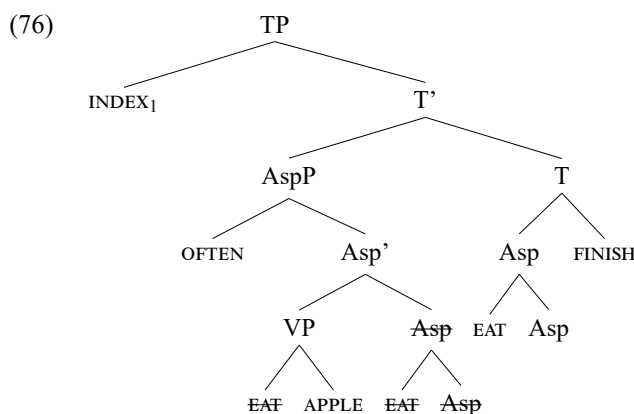 (76) TP
INDEX1 T’
AspP T
OFTEN Asp’ Asp FINISH
VP Asp EAT Asp
EAT APPLE EAT Asp